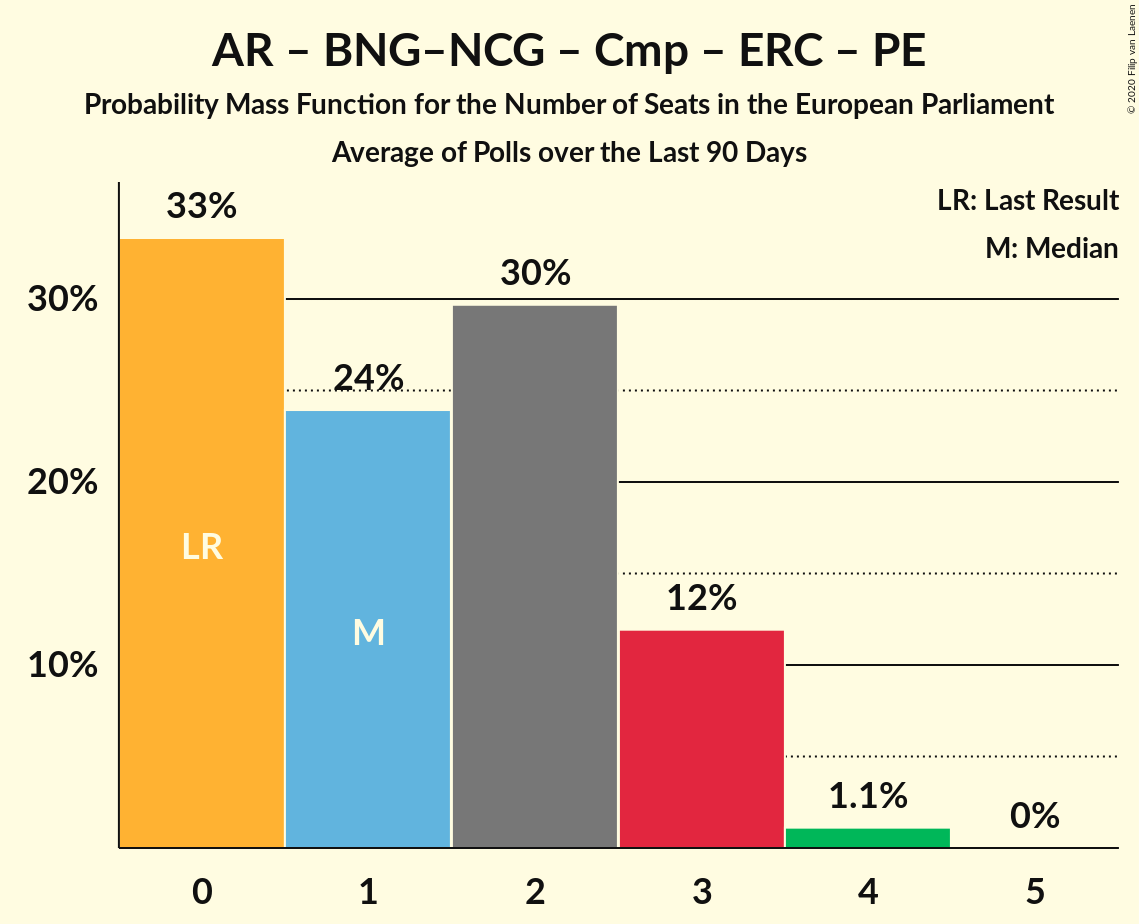 AR – BNG–NCG – Cmp – ERC – PE
Probability Mass Function for the Number of Seats in the European Parliament
Average of Polls over the Last 90 Days
© 2020 Filip van Laenen
LR: Last Result
M: Median
33%
30%
24%
12%
1.1%
0%
30%
20%
10%
LR
M
0 1 2 3 4 5